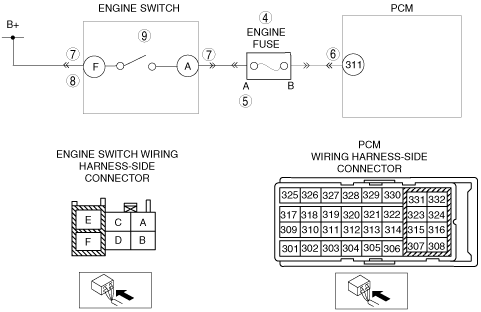 ENGINE SWITCH
PCM
B+
④
⑨
ENGINE
FUSE
⑦
⑦
⑥
F
A
311
⑧
A
B
⑤
ENGINE SWITCH WIRING
HARNESS-SIDE
CONNECTOR
PCM
WIRING HARNESS-SIDE
CONNECTOR
E
C
A
F
D
B
325 326 327 328 329 330 331 332
317 318 319 320 321 322 323 324
309 310 311 312 313 314 315 316
301 302 303 304 305 306 307 308